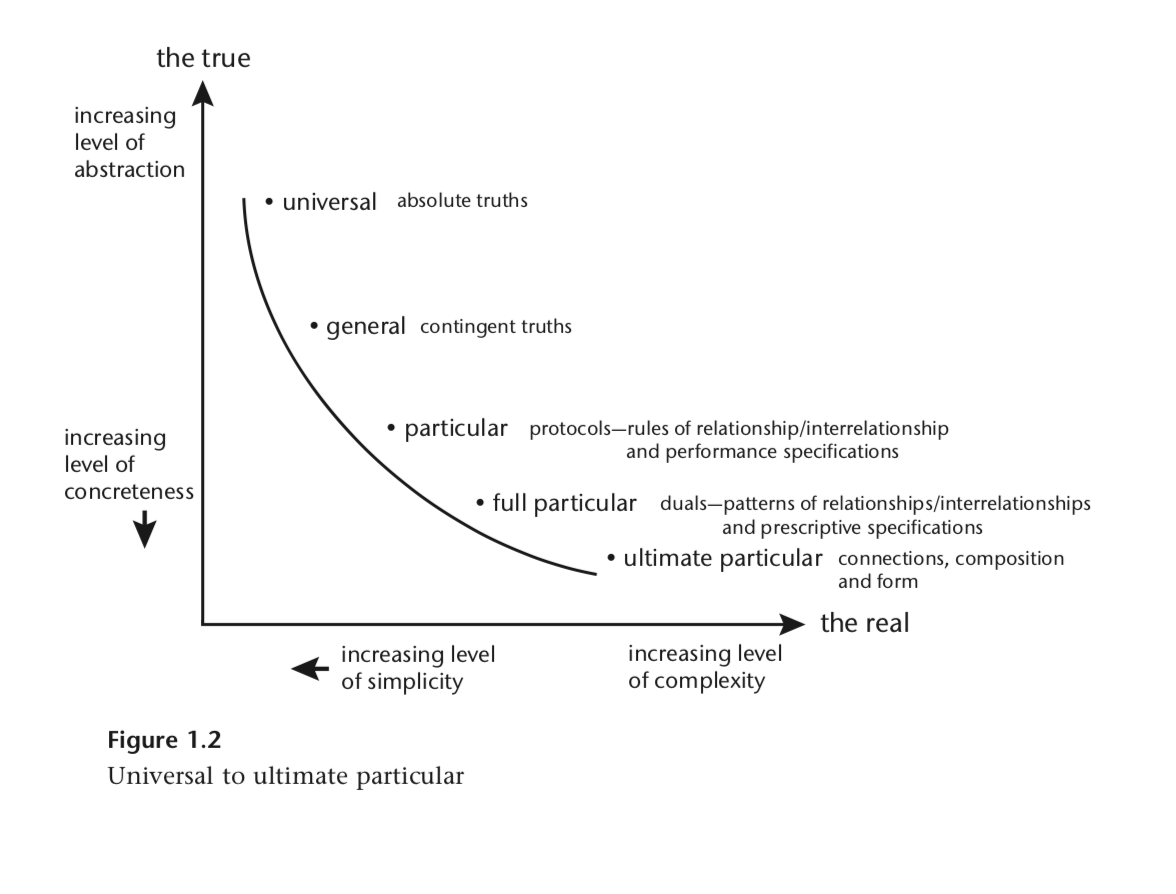 the true
increasing
level of
abstraction
• universal absolute truths
• general contingent truths
increasing
level of
concreteness
• particular protocols—rules of relationship/interrelationship
and performance specifications
• full particular duals—patterns of relationships/interrelationships
and prescriptive specifications
• ultimate particular connections, composition
and form
the real
increasing level
of simplicity
increasing level
of complexity
Figure 1.2
Universal to ultimate particular